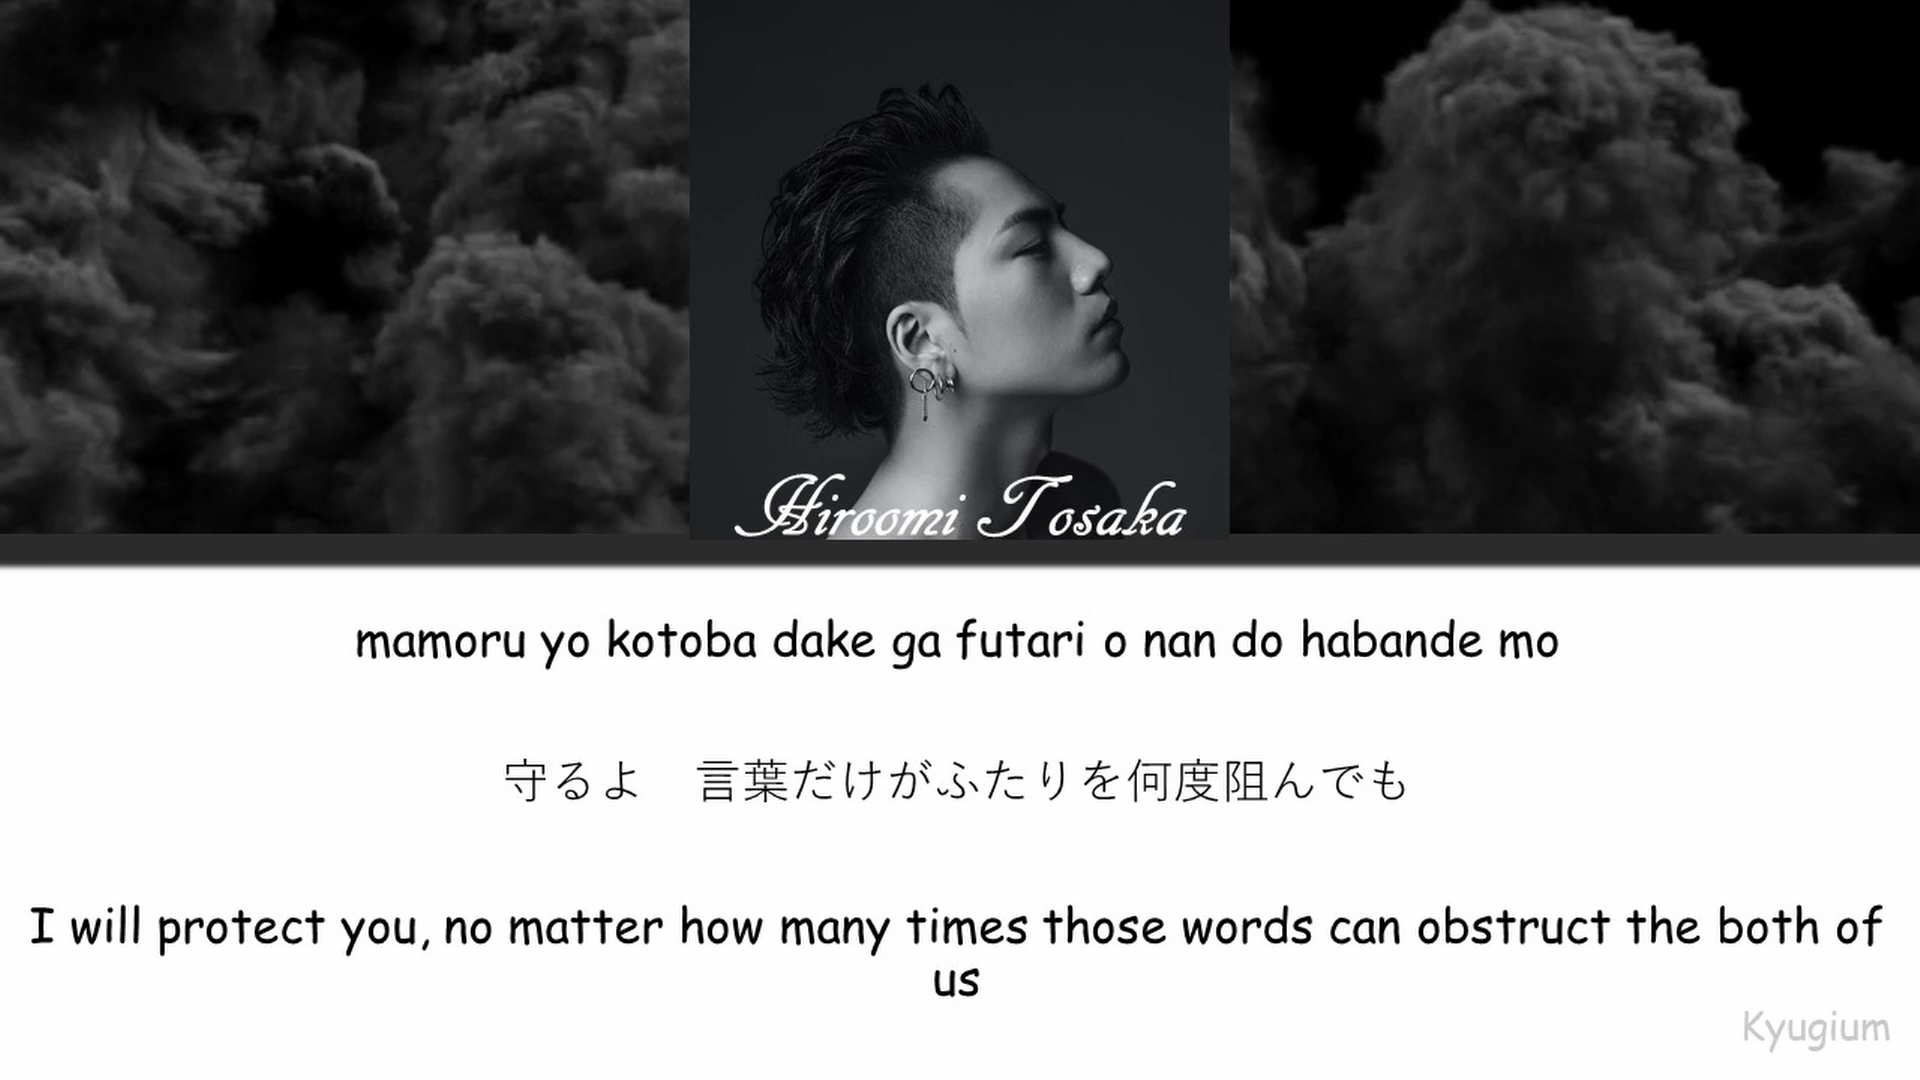 Hiroomi Tosaka
mamoru yo kotoba dake ga futari o nan do habande mo
守るよ　言葉だけがふたりを何度阻んでも
I will protect you, no matter how many times those words can obstruct the both of
us
Kyugium